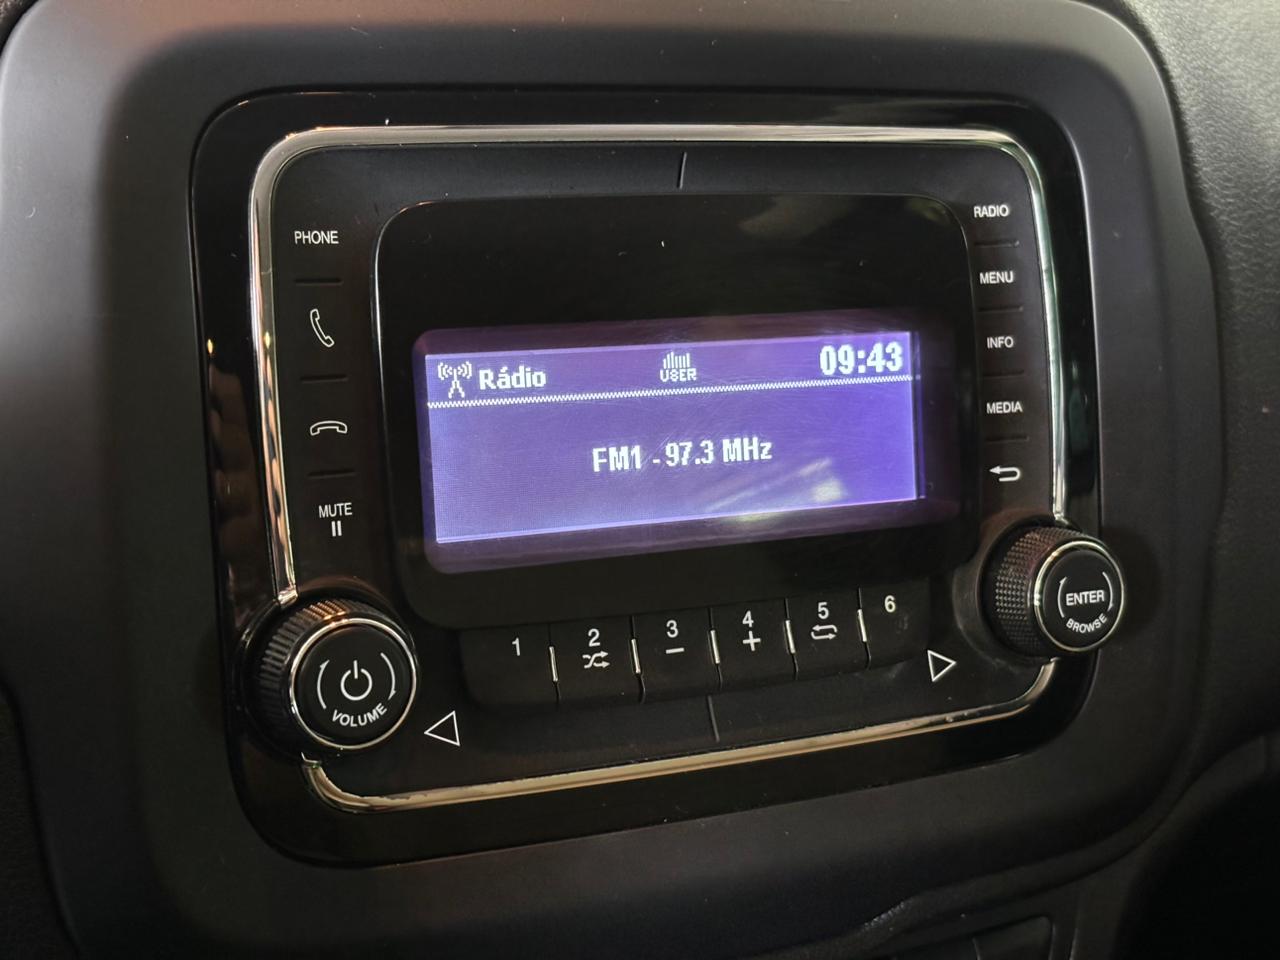 PHONE
MUTE
VOLUME
Rádio
USER
09:43
FM1 - 97.3 MHz
1
2
3
4
5
6
RADIO
MENU
INFO
MEDIA
ENTER
BROWSE